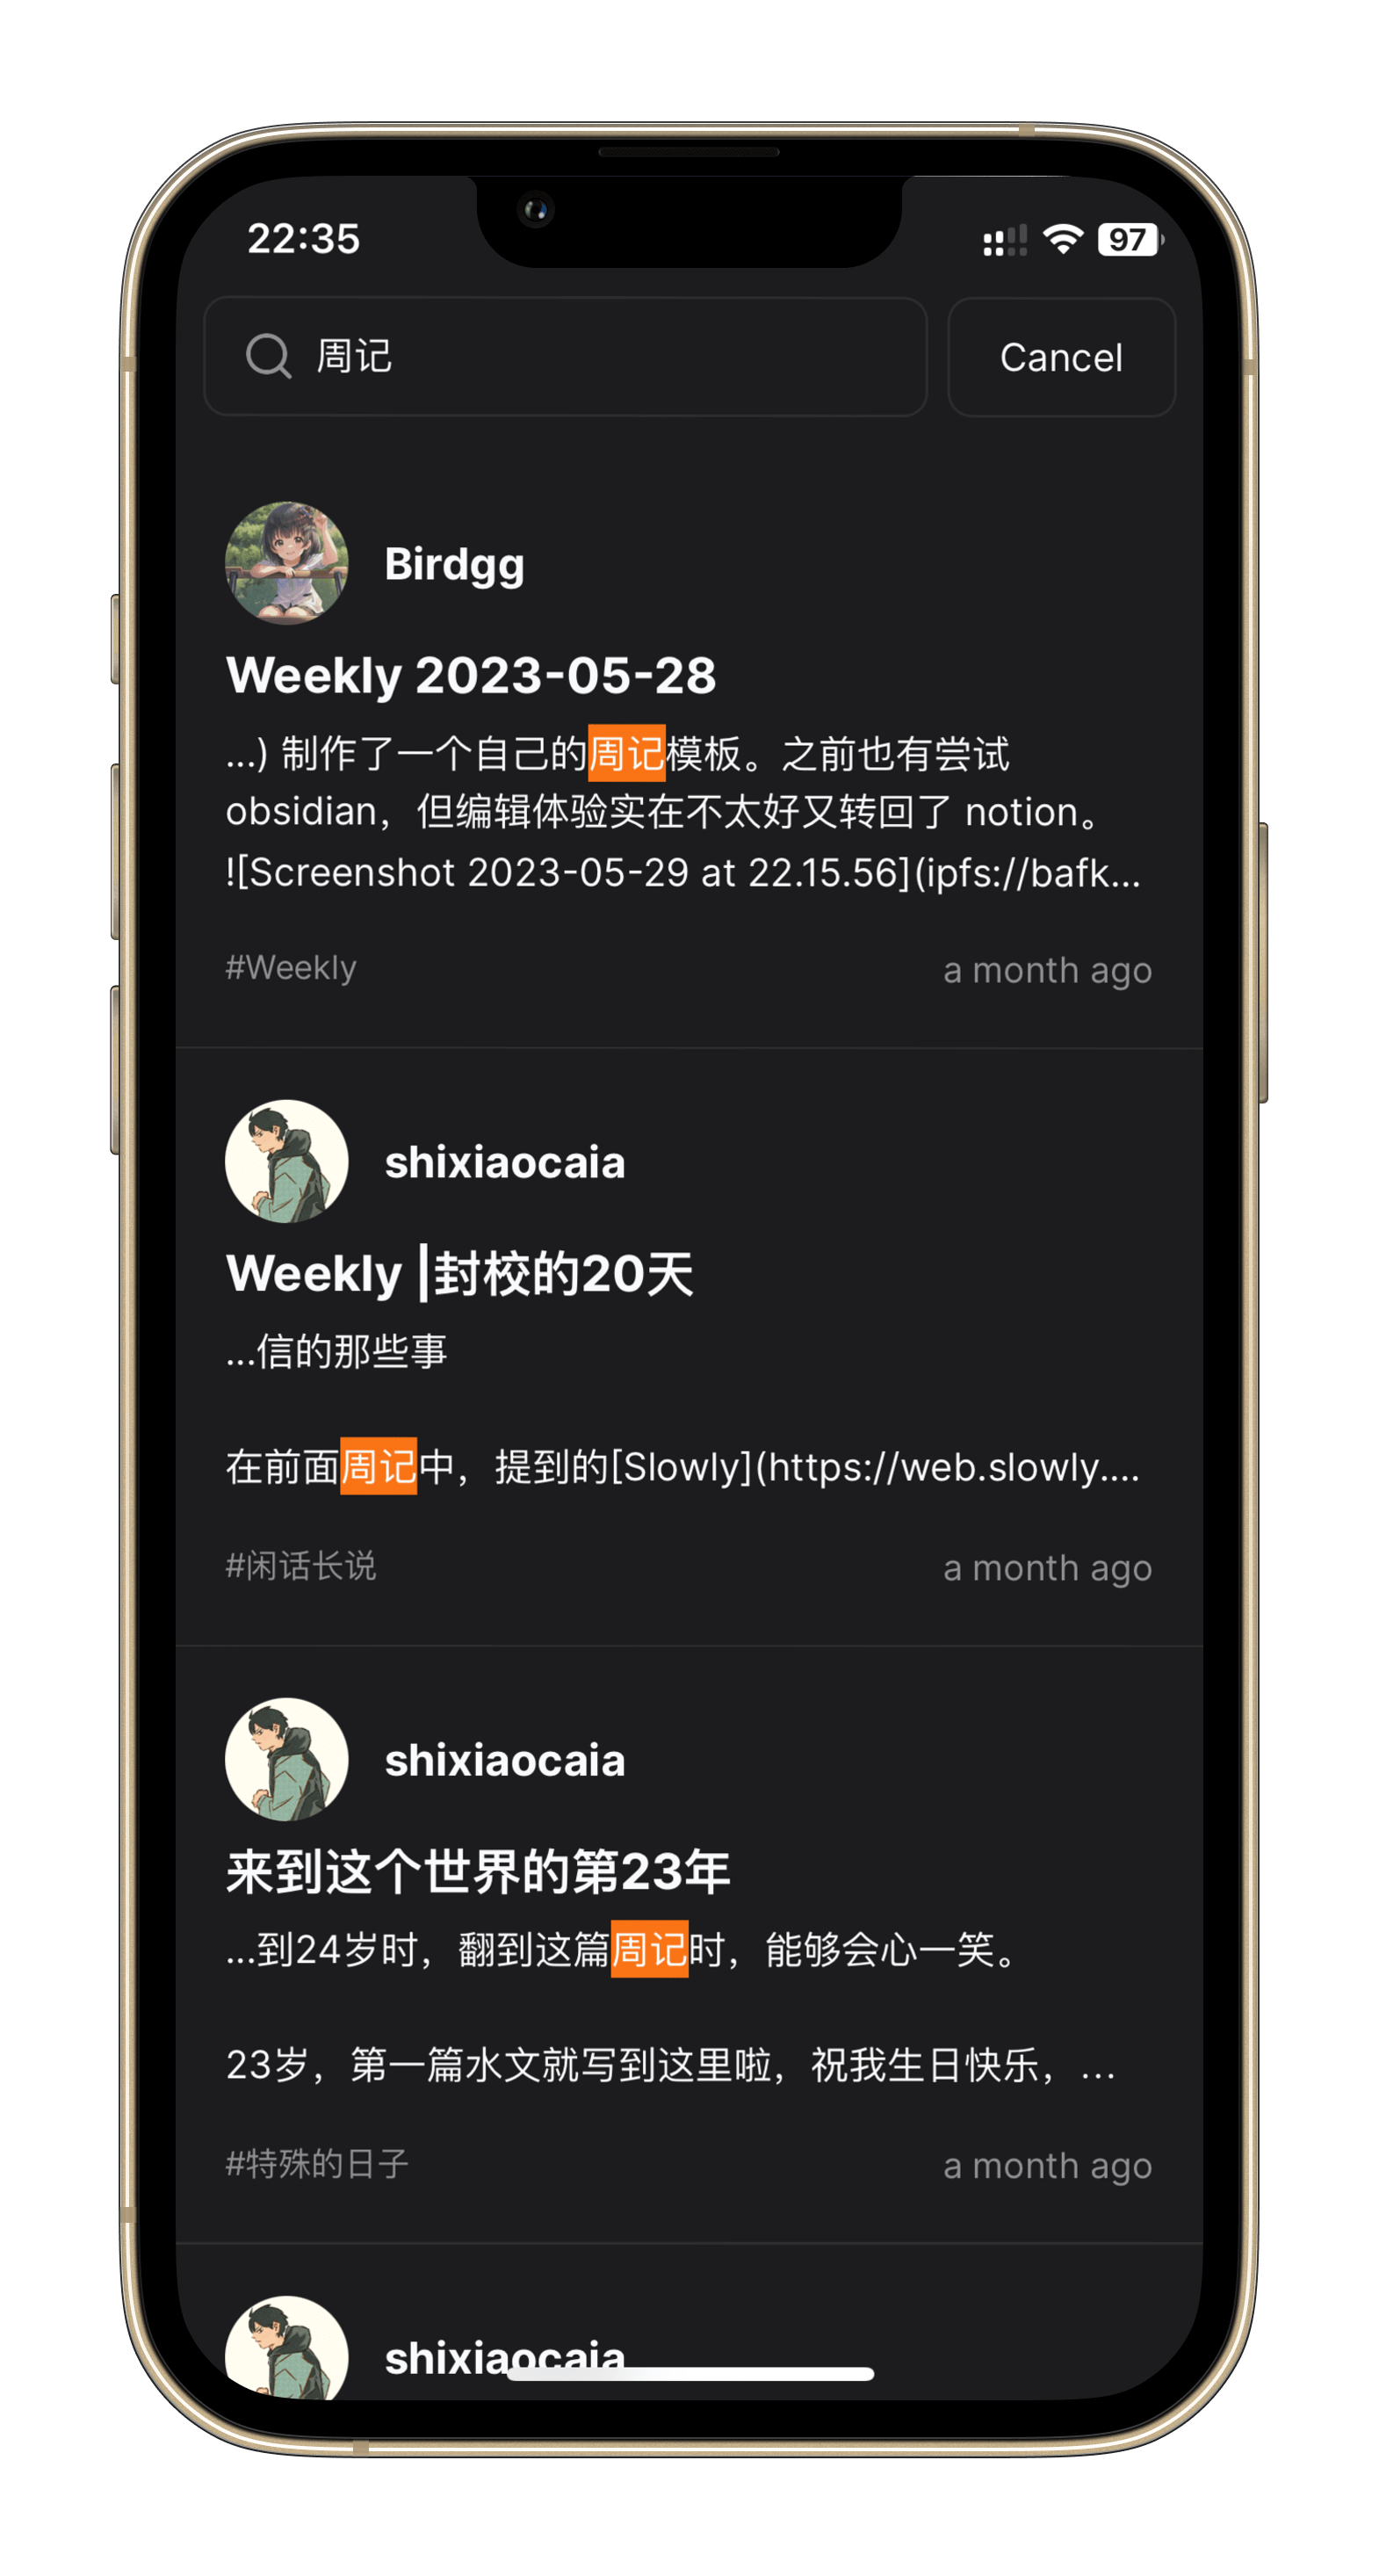 22:35
97
周记
Cancel
Birdgg
Weekly 2023-05-28
...) 制作了一个自己的周记模板。之前也有尝试
obsidian，但编辑体验实在不太好又转回了 notion。
![Screenshot 2023-05-29 at 22.15.56](ipfs://bafk...
#Weekly
a month ago
shixiaocaia
Weekly |封校的20天
...信的那些事
在前面周记中，提到的[Slowly](https://web.slowly....
#闲话长说
a month ago
shixiaocaia
来到这个世界的第23年
...到24岁时，翻到这篇周记时，能够会心一笑。
23岁，第一篇水文就写到这里啦，祝我生日快乐，...
#特殊的日子
a month ago
shixiaocaia